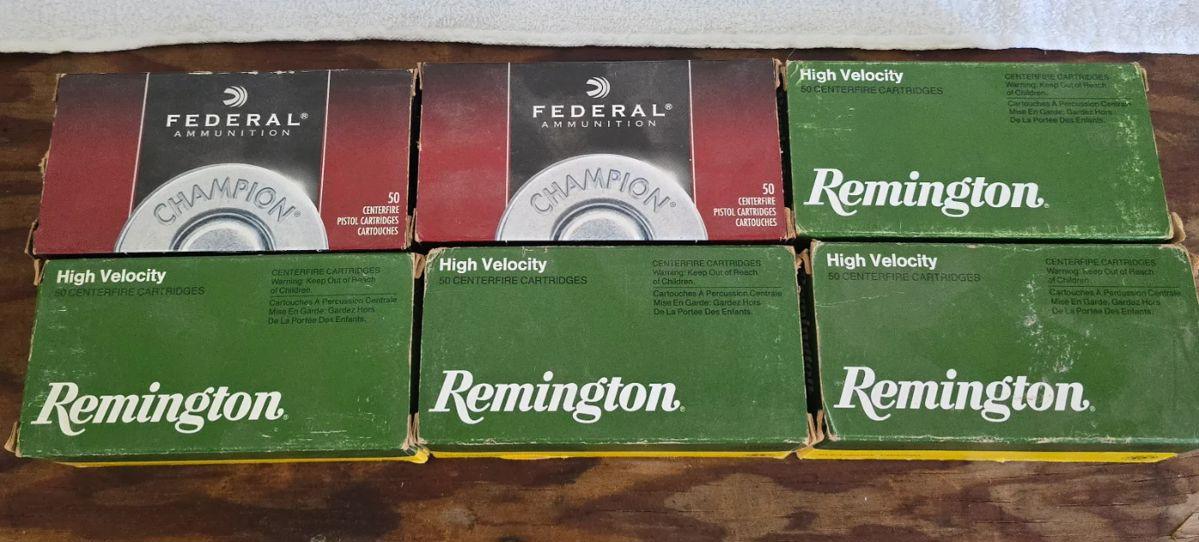 FEDERAL®
AMMUNITION
CHAMPION®
50
CENTERFIRE
PISTOL CARTRIDGES
CARTOUCHES
FEDERAL®
AMMUNITION
CHAMPION®
50
CENTERFIRE
PISTOL CARTRIDGES
CARTOUCHES
High Velocity
50 CENTERFIRE CARTRIDGES
CENTERFIRE CARTRIDGES
Warning: Keep Out of Reach
of Children.
Cartouches A Percussion Centrale
Mise En Garde: Gardez Hors
De La Portée Des Enfants.
Remington®
High Velocity
50 CENTERFIRE CARTRIDGES
CENTERFIRE CARTRIDGES
Warning: Keep Out of Reach
of Children.
Cartouches A Percussion Centrale
Mise En Garde: Gardez Hors
De La Portée Des Enfants.
Remington®
High Velocity
50 CENTERFIRE CARTRIDGES
CENTERFIRE CARTRIDGES
Warning: Keep Out of Reach
of Children.
Cartouches A Percussion Centrale
Mise En Garde: Gardez Hors
De La Portée Des Enfants.
Remington®
High Velocity
50 CENTERFIRE CARTRIDGES
CENTERFIRE CARTRIDGES
Warning: Keep Out of Reach
of Children.
Cartouches A Percussion Centrale
Mise En Garde: Gardez Hors
De La Portée Des Enfants.
Remington®